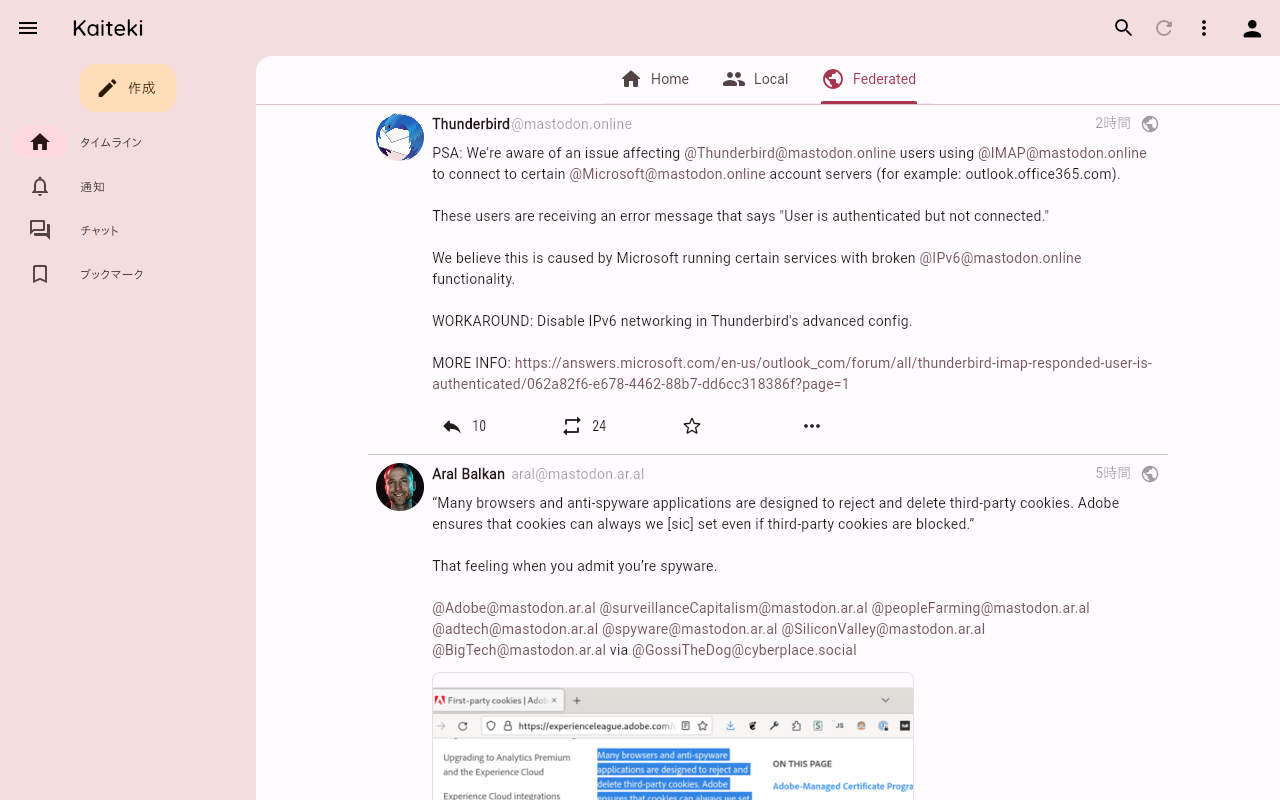 Kaiteki
作成
タイムライン
通知
チャット
ブックマーク
Home
Local
Federated
Thunderbird@mastodon.online
2時間
PSA: We're aware of an issue affecting @Thunderbird@mastodon.online users using @IMAP@mastodon.online
to connect to certain @Microsoft@mastodon.online account servers (for example: outlook.office365.com).
These users are receiving an error message that says "User is authenticated but not connected."
We believe this is caused by Microsoft running certain services with broken @IPv6@mastodon.online
functionality.
WORKAROUND: Disable IPv6 networking in Thunderbird's advanced config.
MORE INFO: https://answers.microsoft.com/en-us/outlook_com/forum/all/thunderbird-imap-responded-user-is-
authenticated/062a82f6-e678-4462-88b7-dd6cc318386f?page=1
10
24
Aral Balkan aral@mastodon.ar.al
5時間
“Many browsers and anti-spyware applications are designed to reject and delete third-party cookies. Adobe
ensures that cookies can always we [sic] set even if third-party cookies are blocked.”
That feeling when you admit you’re spyware.
@Adobe@mastodon.ar.al @surveillanceCapitalism@mastodon.ar.al @peopleFarming@mastodon.ar.al
@adtech@mastodon.ar.al @spyware@mastodon.ar.al @SiliconValley@mastodon.ar.al
@BigTech@mastodon.ar.al via @GossiTheDog@cyberplace.social
First-party cookies | Adob
https://experienceleague.adobe.com/
JS
Upgrading to Analytics Premium
and the Experience Cloud
Experience Cloud integrations
Many browsers and anti-spyware
applications are designed to reject and
delete third-party cookies. Adobe
ensures that cookies can always we set
ON THIS PAGE
Adobe-Managed Certificate Progra